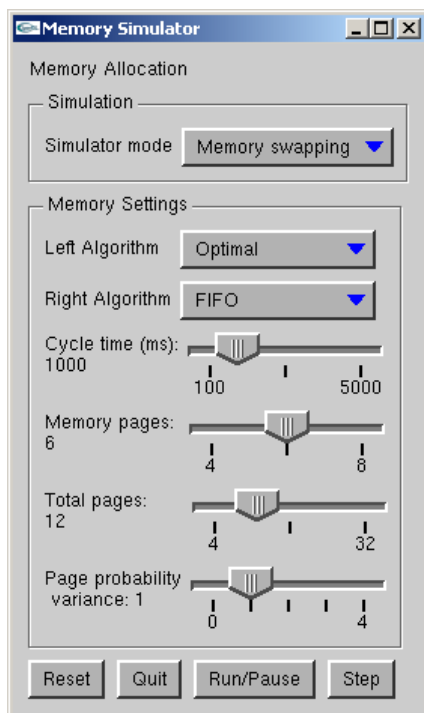 Memory Simulator
Memory Allocation
Simulation
Simulator mode Memory swapping
Memory Settings
Left Algorithm Optimal
Right Algorithm FIFO
Cycle time (ms):
1000
100 5000
Memory pages:
6
4 8
Total pages:
12
4 32
Page probability
variance: 1
0 4
Reset Quit Run/Pause Step